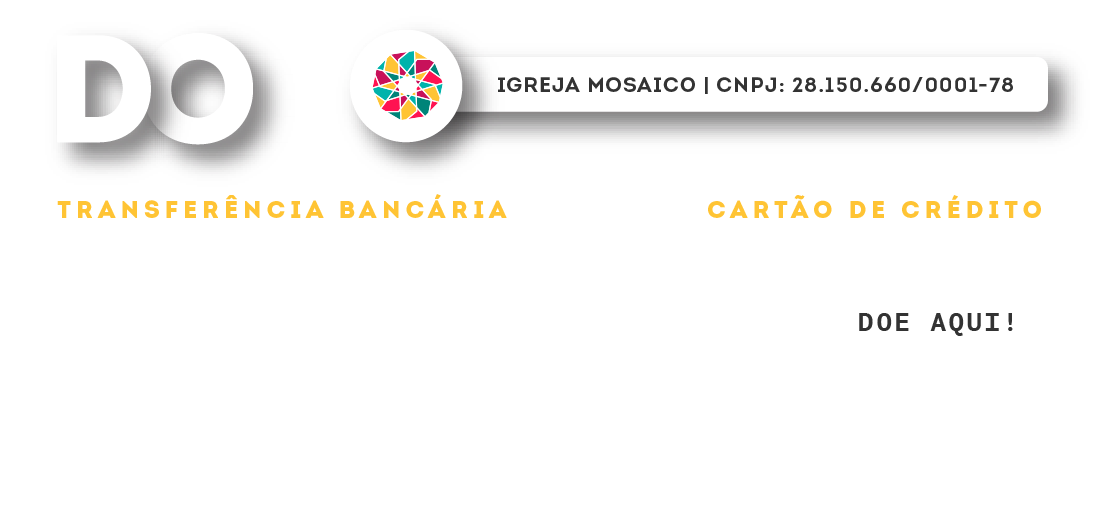 DO
IGREJA MOSAICO | CNPJ: 28.150.660/0001-78
TRANSFERÊNCIA BANCÁRIA
CARTÃO DE CRÉDITO
DOE AQUI!